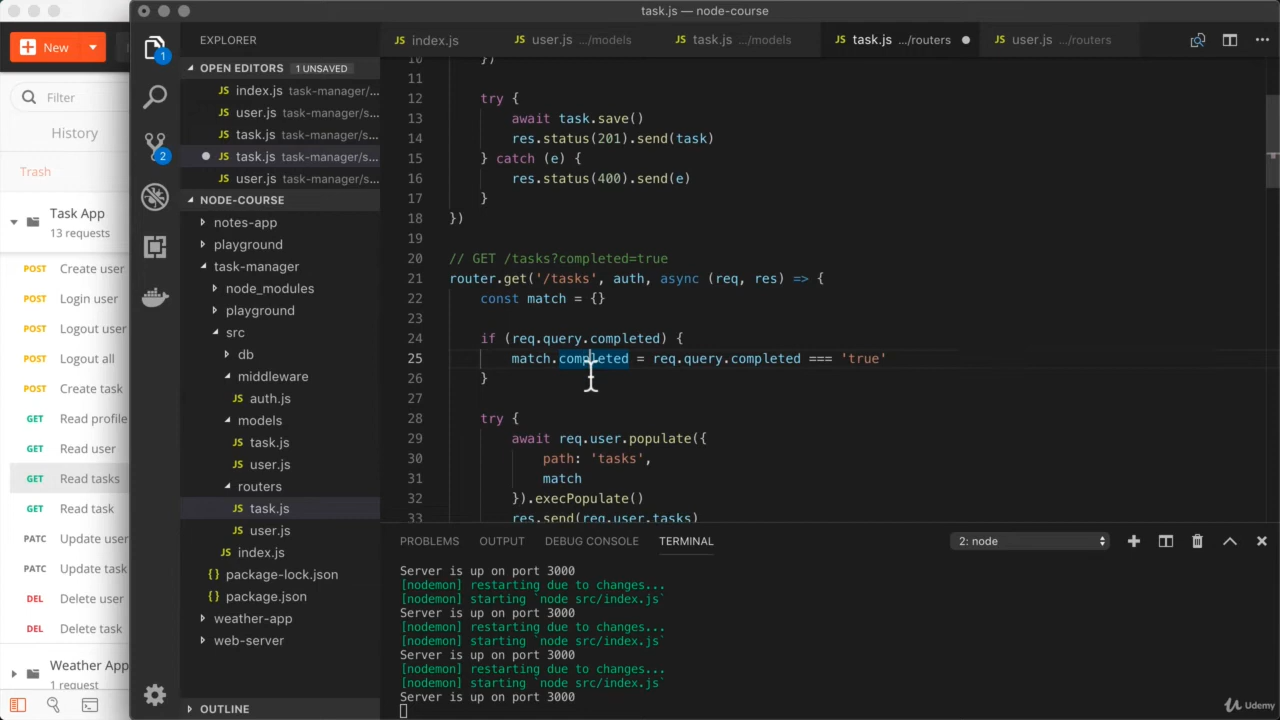 task.js — node-course
New
Filter
History
Trash
Task App
13 requests
POST Create user
POST Login user
POST Logout user
POST Logout all
POST Create task
GET Read profile
GET Read user
GET Read tasks
GET Read task
PATC Update user
PATC Update task
DEL Delete user
DEL Delete task
Weather App
1 request
1
2
EXPLORER
OPEN EDITORS 1 UNSAVED
JS index.js task-manager/...
JS user.js task-manager/s...
JS task.js task-manager/s...
JS task.js task-manager/s...
JS user.js task-manager/s...
NODE-COURSE
notes-app
playground
task-manager
node_modules
playground
src
db
middleware
JS auth.js
models
JS task.js
JS user.js
routers
JS task.js
JS user.js
JS index.js
{} package-lock.json
{} package.json
weather-app
web-server
OUTLINE
JS index.js JS user.js .../models JS task.js .../models JS task.js .../routers JS user.js .../routers
10 })
11
12 try {
13 await task.save()
14 res.status(201).send(task)
15 } catch (e) {
16 res.status(400).send(e)
17 }
18 })
19
20 // GET /tasks?completed=true
21 router.get('/tasks', auth, async (req, res) => {
22 const match = {}
23
24 if (req.query.completed) {
25 match.completed = req.query.completed === 'true'
26 }
27
28 try {
29 await req.user.populate({
30 path: 'tasks',
31 match
32 }).execPopulate()
33 res.send(req.user.tasks)
PROBLEMS OUTPUT DEBUG CONSOLE TERMINAL 2: node
Server is up on port 3000
[nodemon] restarting due to changes...
[nodemon] starting `node src/index.js`
Server is up on port 3000
[nodemon] restarting due to changes...
[nodemon] starting `node src/index.js`
Server is up on port 3000
[nodemon] restarting due to changes...
[nodemon] starting `node src/index.js`
Server is up on port 3000
Udemy